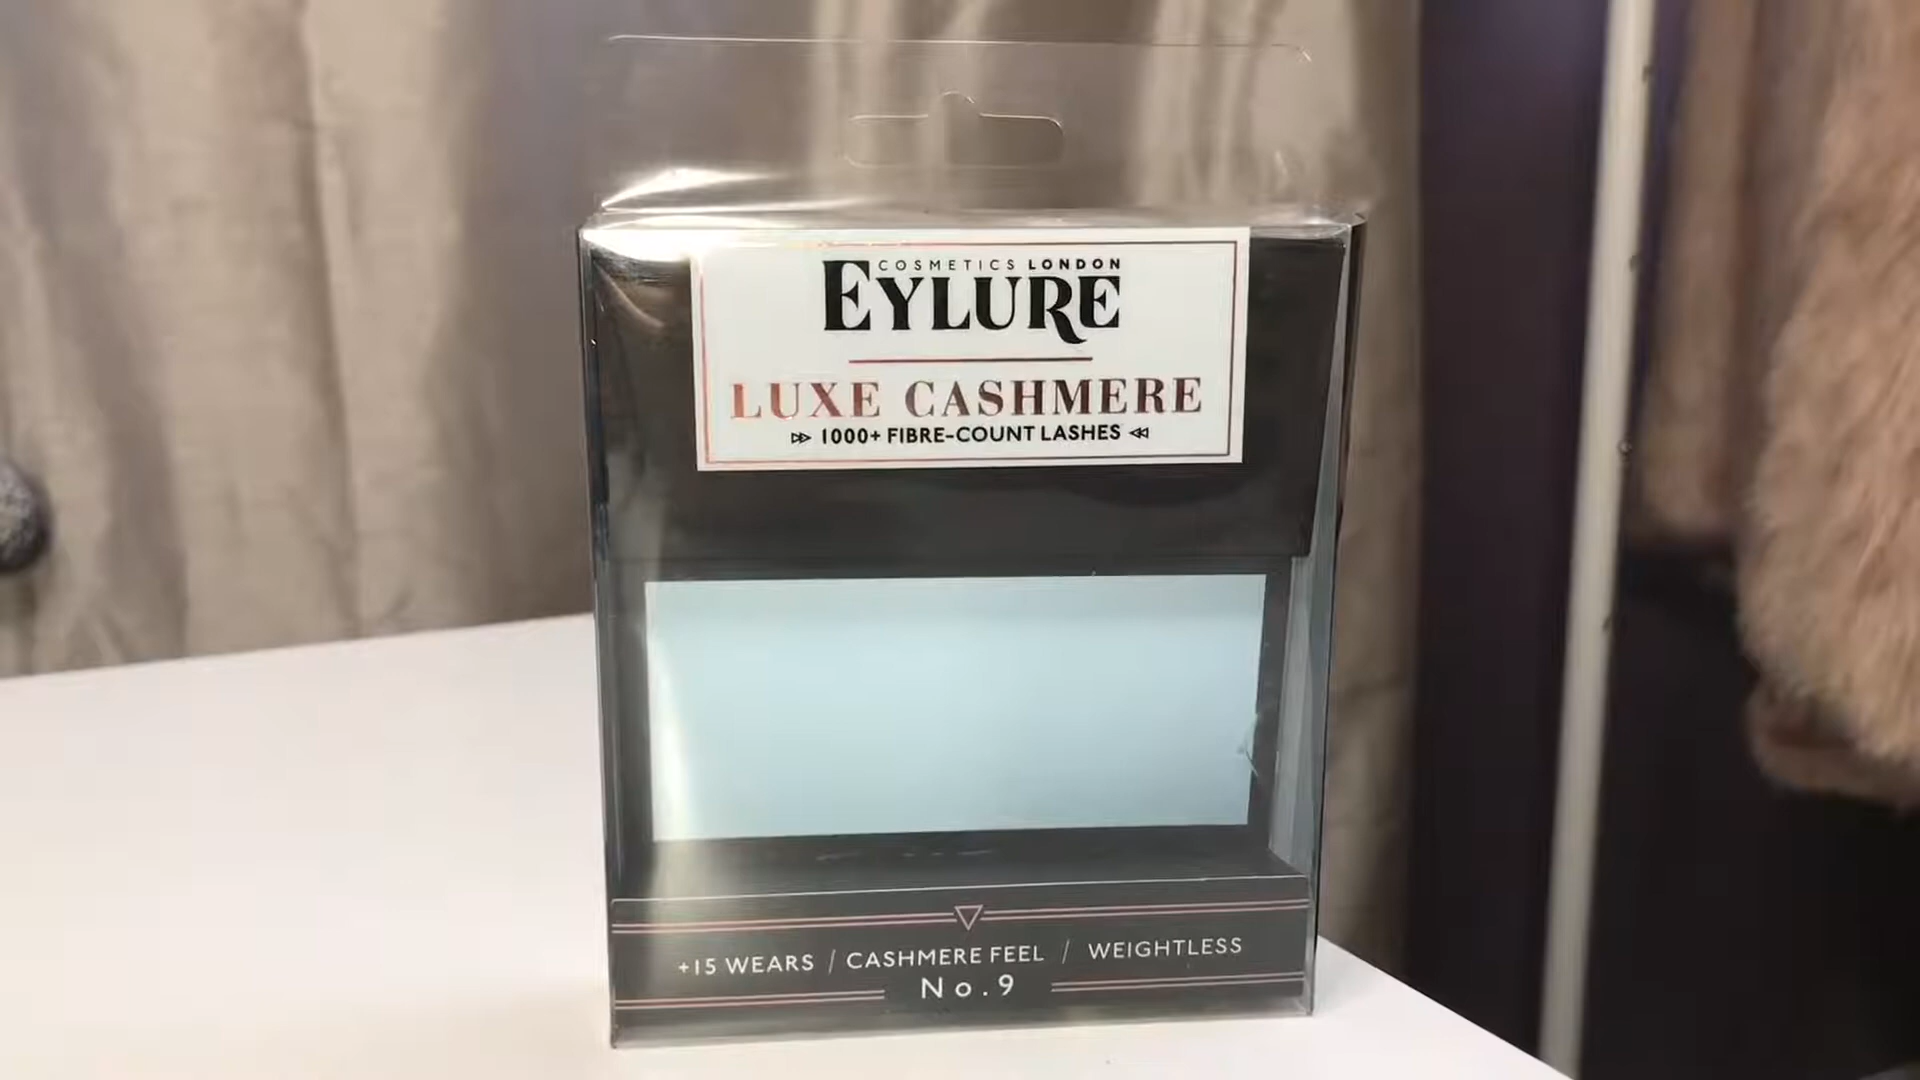 COSMETICS LONDON
EYLURE
LUXE CASHMERE
1000+ FIBRE-COUNT LASHES
+15 WEARS / CASHMERE FEEL / WEIGHTLESS
No.9